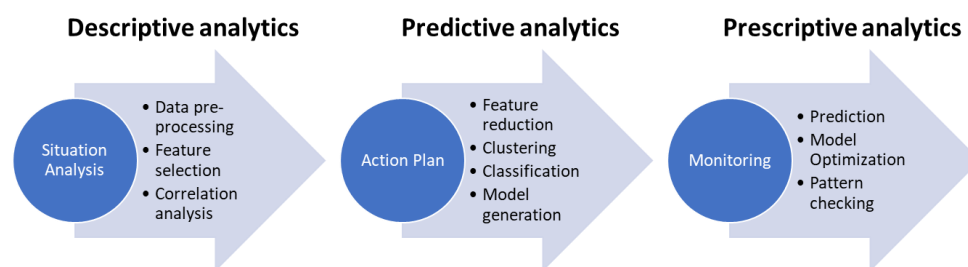 Descriptive analytics
Situation
Analysis
• Data pre-
processing
• Feature
selection
• Correlation
analysis
Predictive analytics
Action Plan
• Feature
reduction
• Clustering
• Classification
• Model
generation
Prescriptive analytics
Monitoring
• Prediction
• Model
Optimization
• Pattern
checking